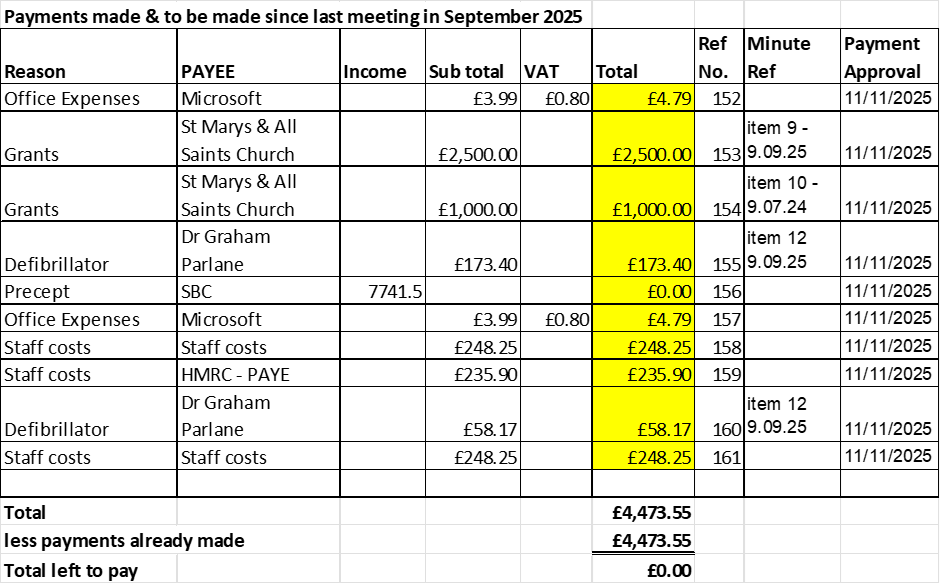 Payments made & to be made since last meeting in September 2025
Reason PAYEE Income Sub total VAT Total Ref No. Minute Ref Payment Approval
Office Expenses Microsoft £3.99 £0.80 £4.79 152 11/11/2025
Grants St Marys & All Saints Church £2,500.00 £2,500.00 153 item 9 - 9.09.25 11/11/2025
Grants St Marys & All Saints Church £1,000.00 £1,000.00 154 item 10 - 9.07.24 11/11/2025
Defibrillator Dr Graham Parlane £173.40 £173.40 155 item 12 9.09.25 11/11/2025
Precept SBC 7741.5 £0.00 156 11/11/2025
Office Expenses Microsoft £3.99 £0.80 £4.79 157 11/11/2025
Staff costs Staff costs £248.25 £248.25 158 11/11/2025
Staff costs HMRC - PAYE £235.90 £235.90 159 11/11/2025
Defibrillator Dr Graham Parlane £58.17 £58.17 160 item 12 9.09.25 11/11/2025
Staff costs Staff costs £248.25 £248.25 161 11/11/2025
Total £4,473.55
less payments already made £4,473.55
Total left to pay £0.00